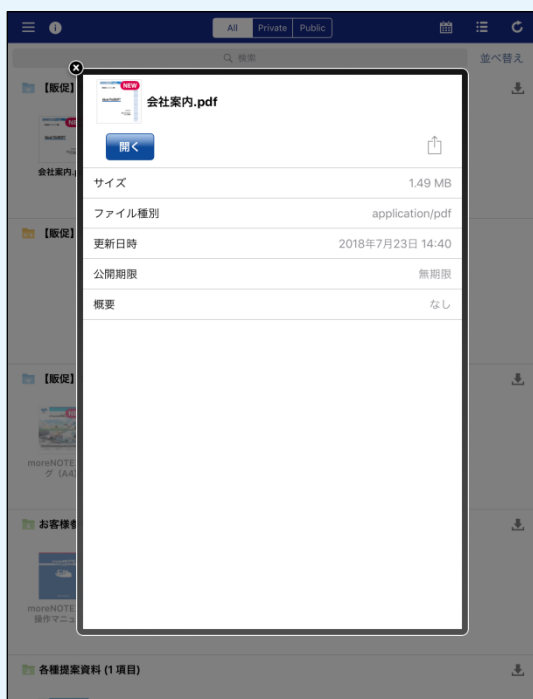 All Private Public
検索
並べ替え
【販促】
NEW
会社案内.pdf
開く
サイズ 1.49 MB
ファイル種別 application/pdf
更新日時 2018年7月23日 14:40
公開期限 無期限
概要 なし
会社案内.
【販促】
【販促】
moreNOTE
グ（A4
お客様
moreNOTE
操作マニュ
各種提案資料 (1 項目)